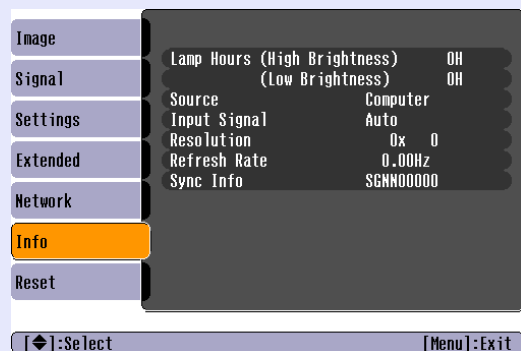 Image
Signal
Settings
Extended
Network
Info
Reset
Lamp Hours (High Brightness) 0H
(Low Brightness) 0H
Source Computer
Input Signal Auto
Resolution 0x 0
Refresh Rate 0.00Hz
Sync Info SGNN00000
[◆]:Select [Menu]:Exit